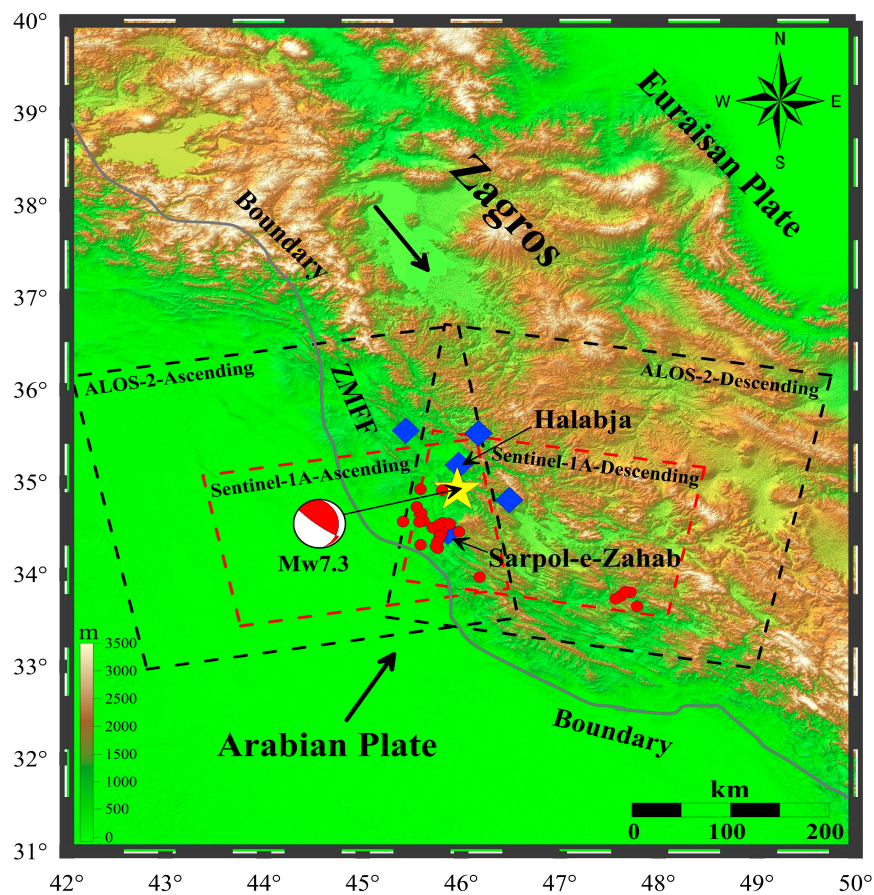 40°
39°
38°
37°
36°
35°
34°
33°
32°
31°
N
W
E
S
Euraisan Plate
Zagros
Boundary
ZMFF
ALOS-2-Ascending
ALOS-2-Descending
Halabja
Sentinel-1A-Ascending
Sentinel-1A-Descending
Mw7.3
Sarpol-e-Zahab
m
3500
3000
2500
2000
1500
1000
500
0
Arabian Plate
Boundary
km
0 100 200
42° 43° 44° 45° 46° 47° 48° 49° 50°